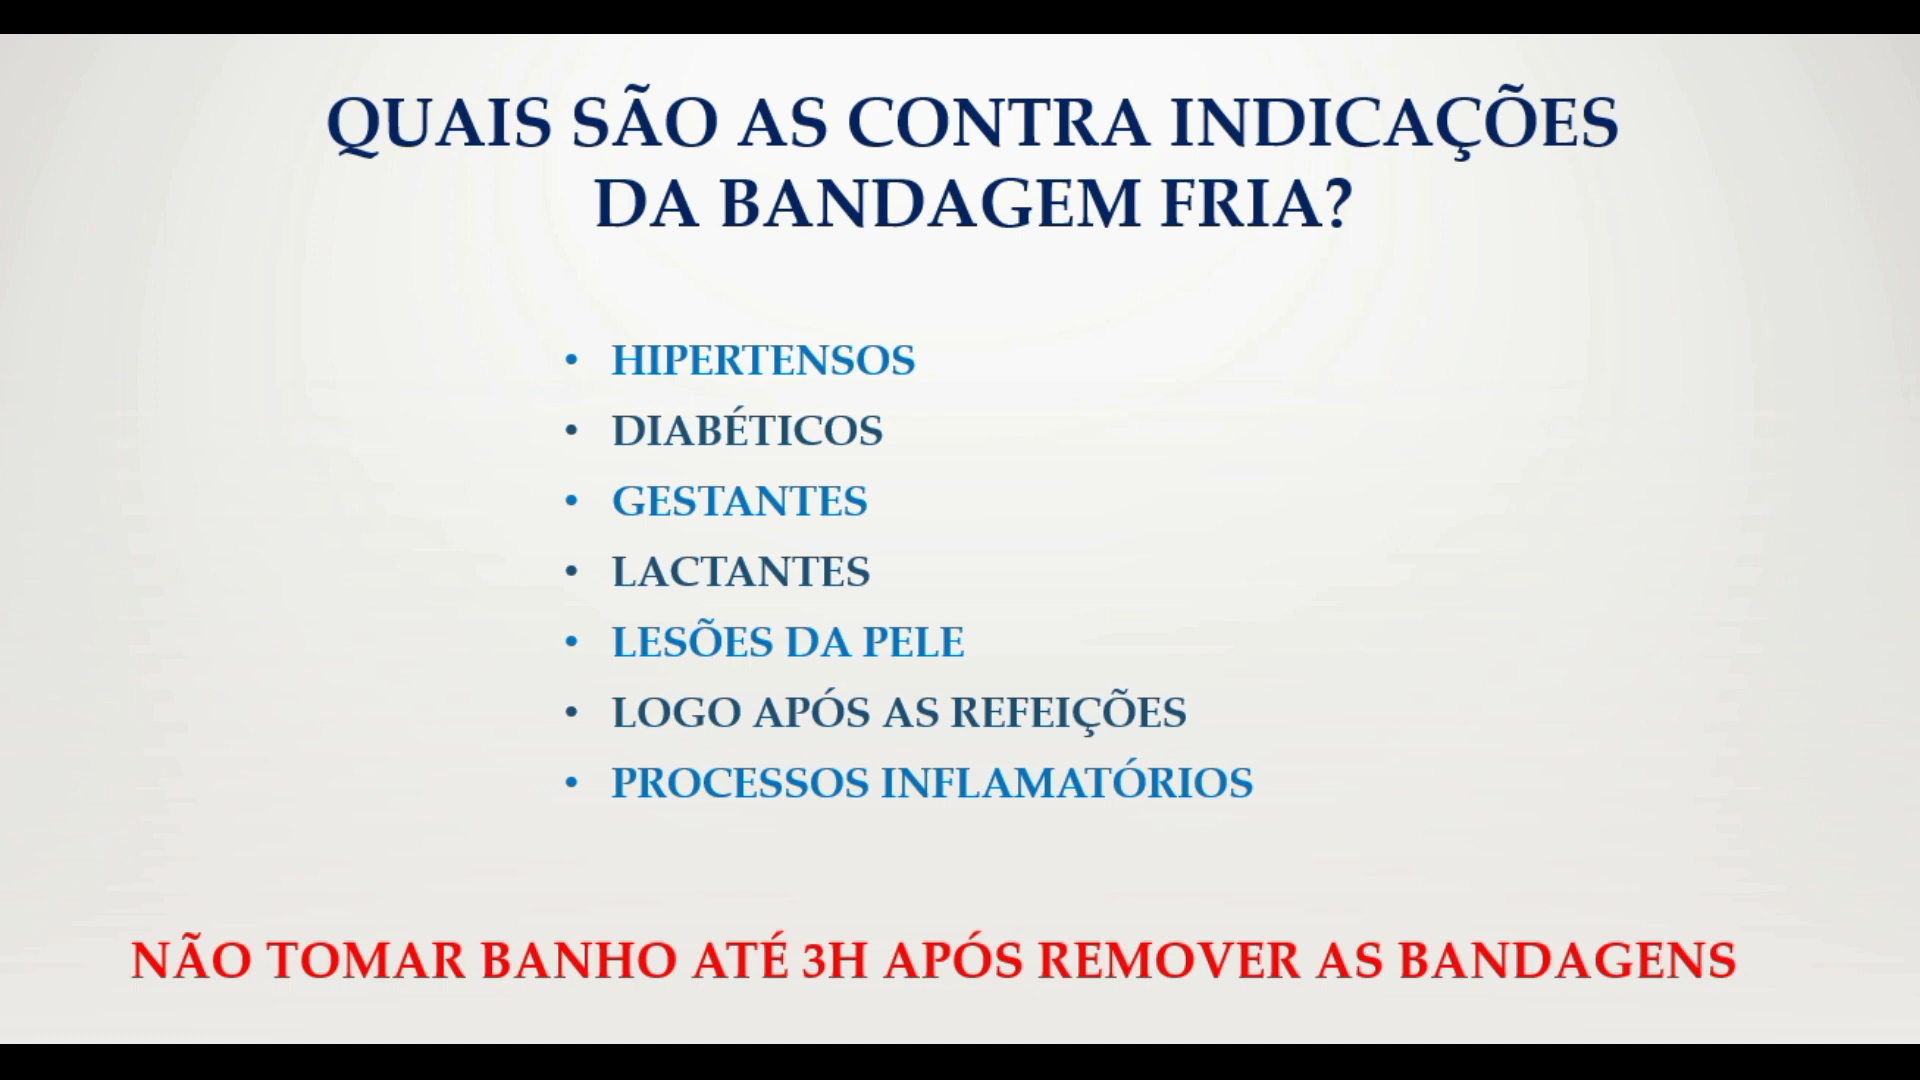 QUAIS SÃO AS CONTRA INDICAÇÕES
DA BANDAGEM FRIA?
• HIPERTENSOS
• DIABÉTICOS
• GESTANTES
• LACTANTES
• LESÕES DA PELE
• LOGO APÓS AS REFEIÇÕES
• PROCESSOS INFLAMATÓRIOS
NÃO TOMAR BANHO ATÉ 3H APÓS REMOVER AS BANDAGENS